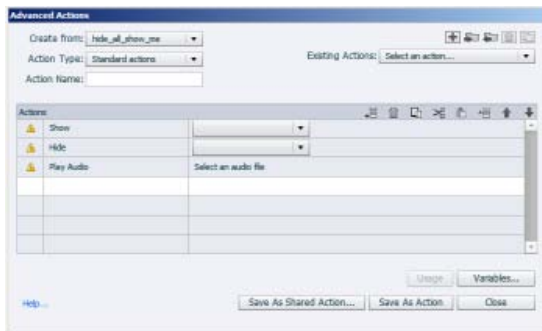 Advanced Actions
Create from: hide_all_show_me
Action Type: Standard actions
Existing Actions: Select an action...
Action Name:
Actions
Show
Hide
Play Audio Select an audio file
Usage Variables...
Help... Save As Shared Action... Save As Action Close